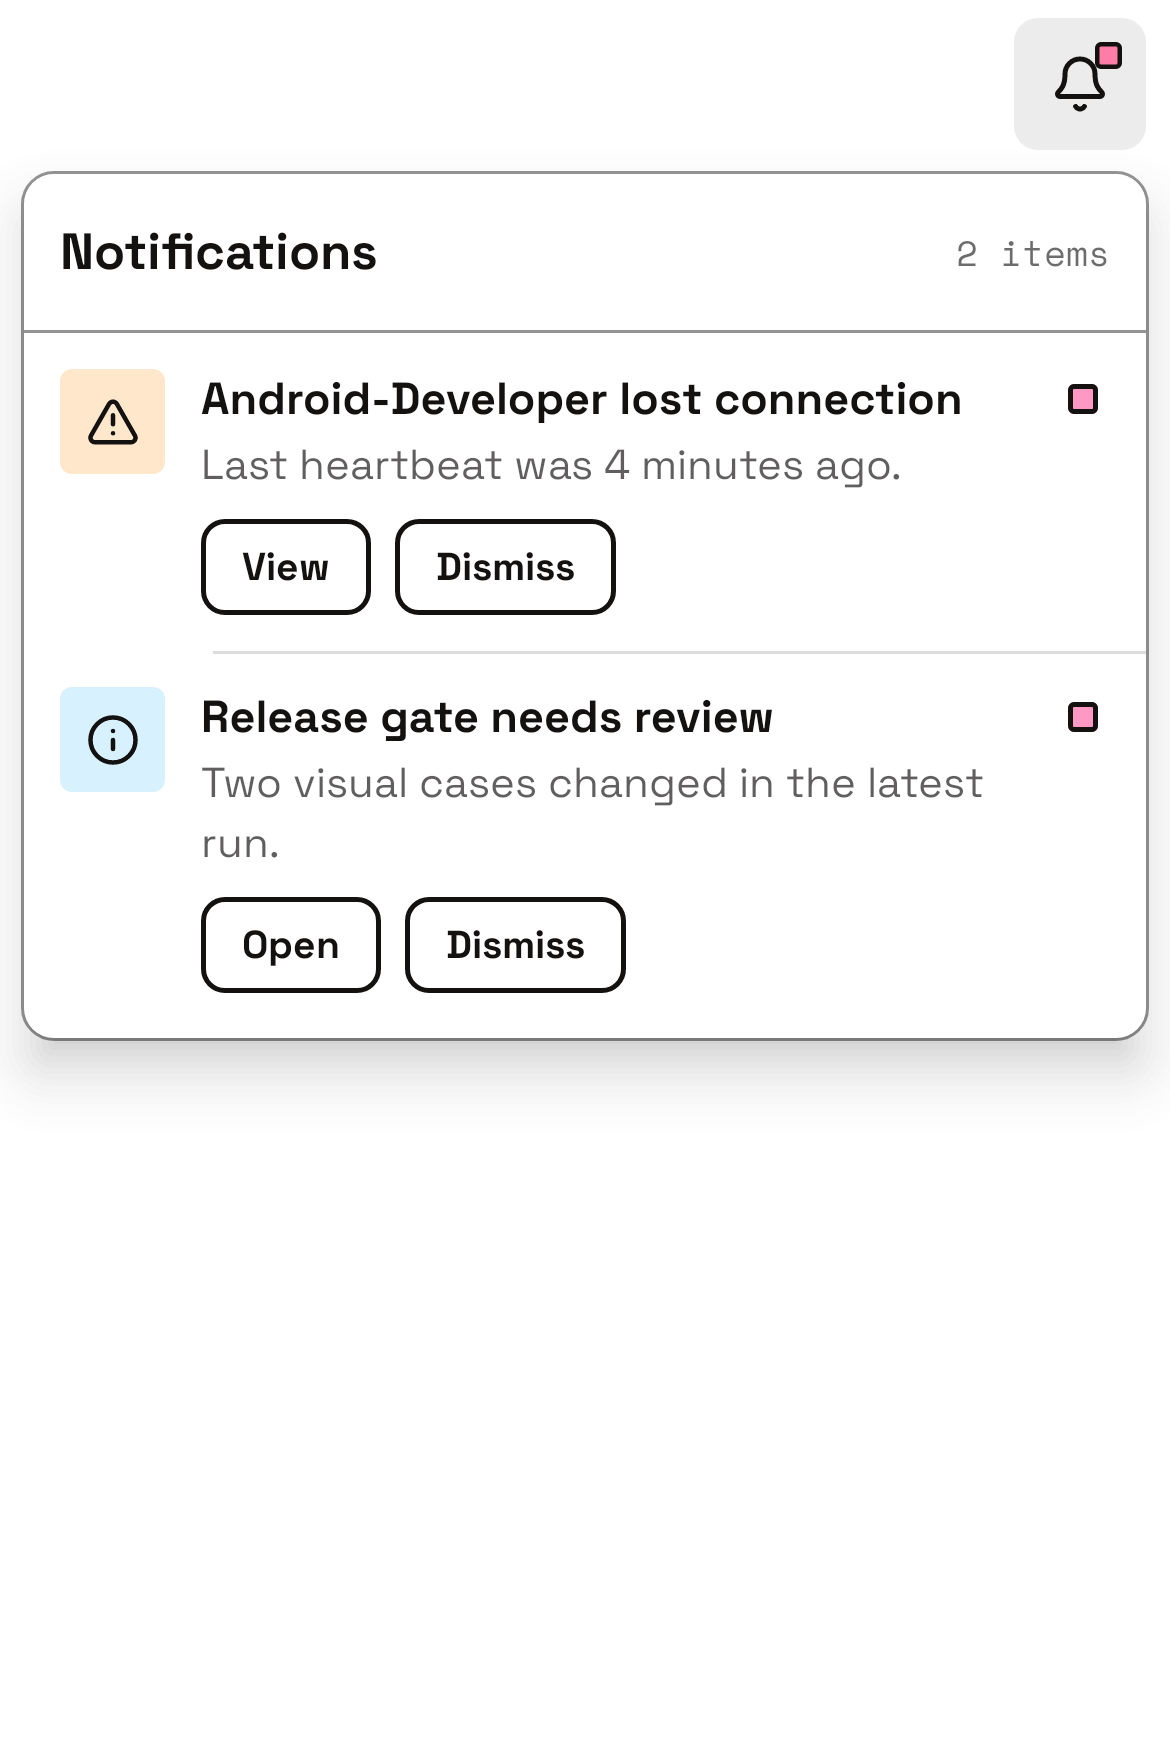 Notifications
2 items
Android-Developer lost connection
Last heartbeat was 4 minutes ago.
View
Dismiss
Release gate needs review
Two visual cases changed in the latest
run.
Open
Dismiss